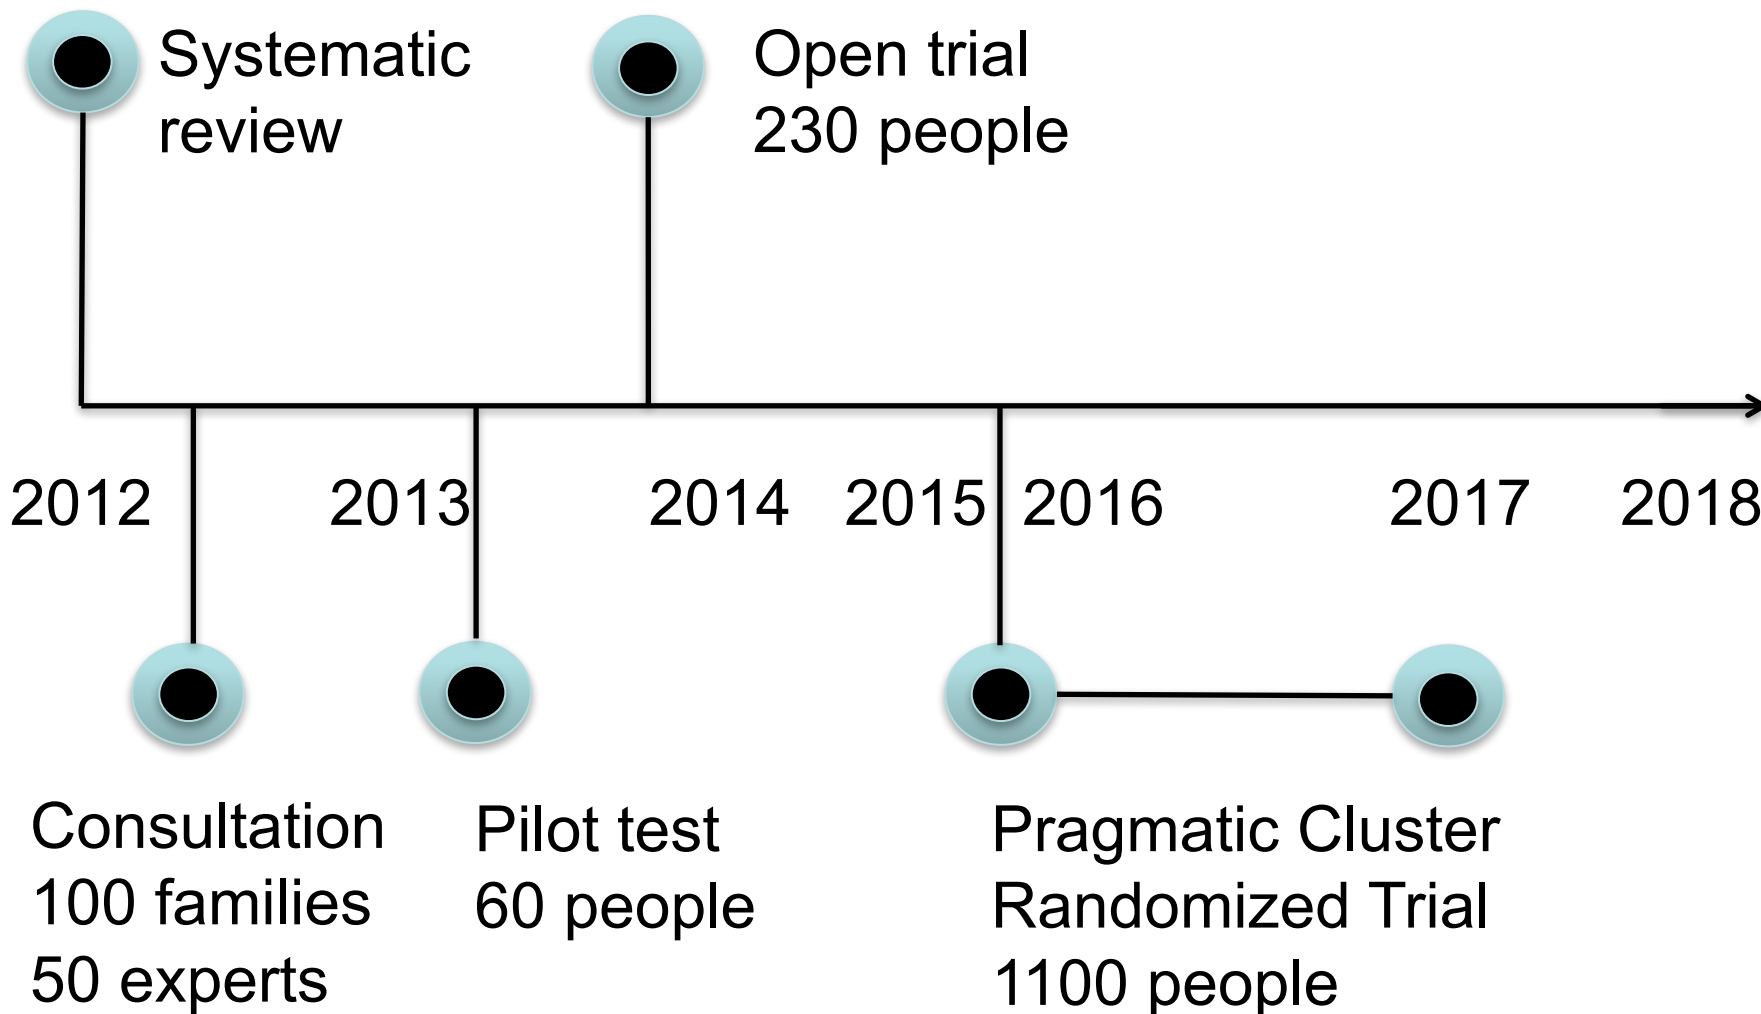 Systematic
review
Open trial
230 people
2012
2013
2014
2015
2016
2017
2018
Consultation
100 families
50 experts
Pilot test
60 people
Pragmatic Cluster
Randomized Trial
1100 people